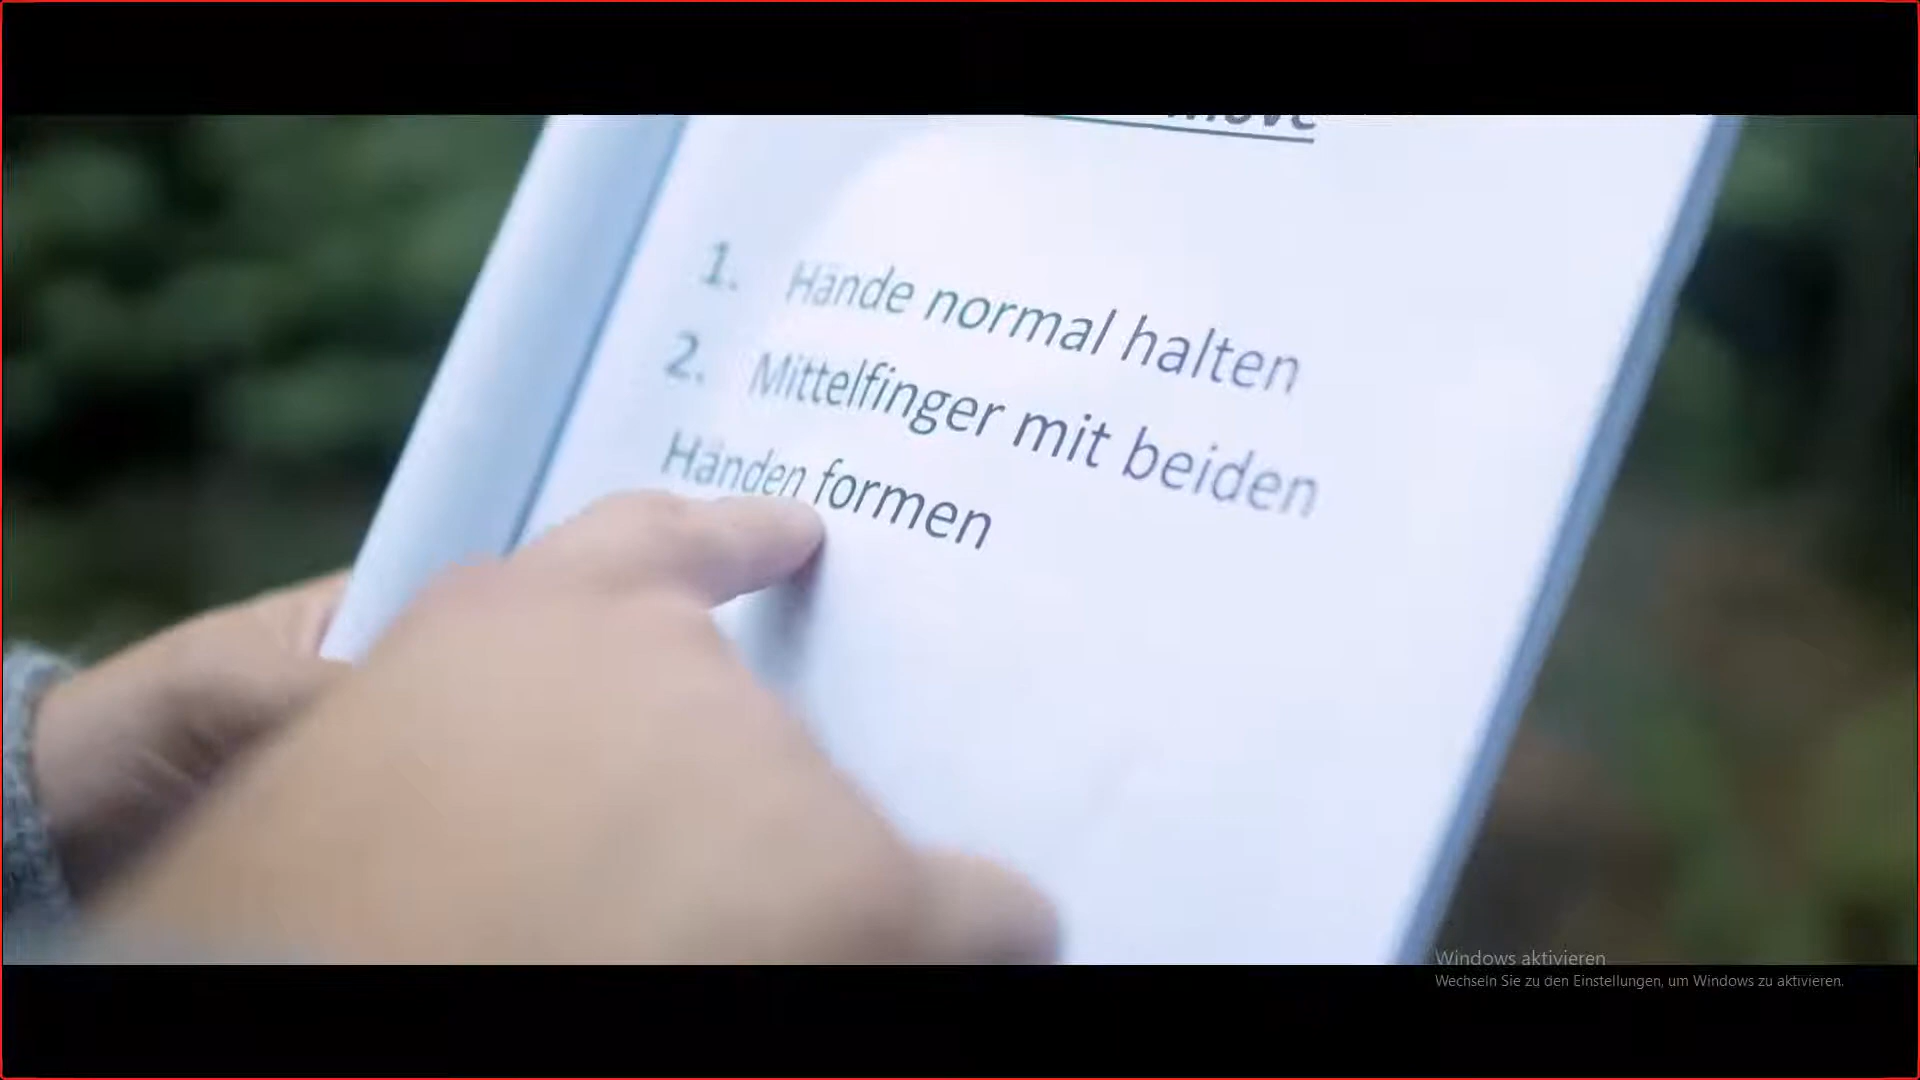 1. Hände normal halten
2. Mittelfinger mit beiden
Händen formen
Windows aktivieren
Wechseln Sie zu den Einstellungen, um Windows zu aktivieren.